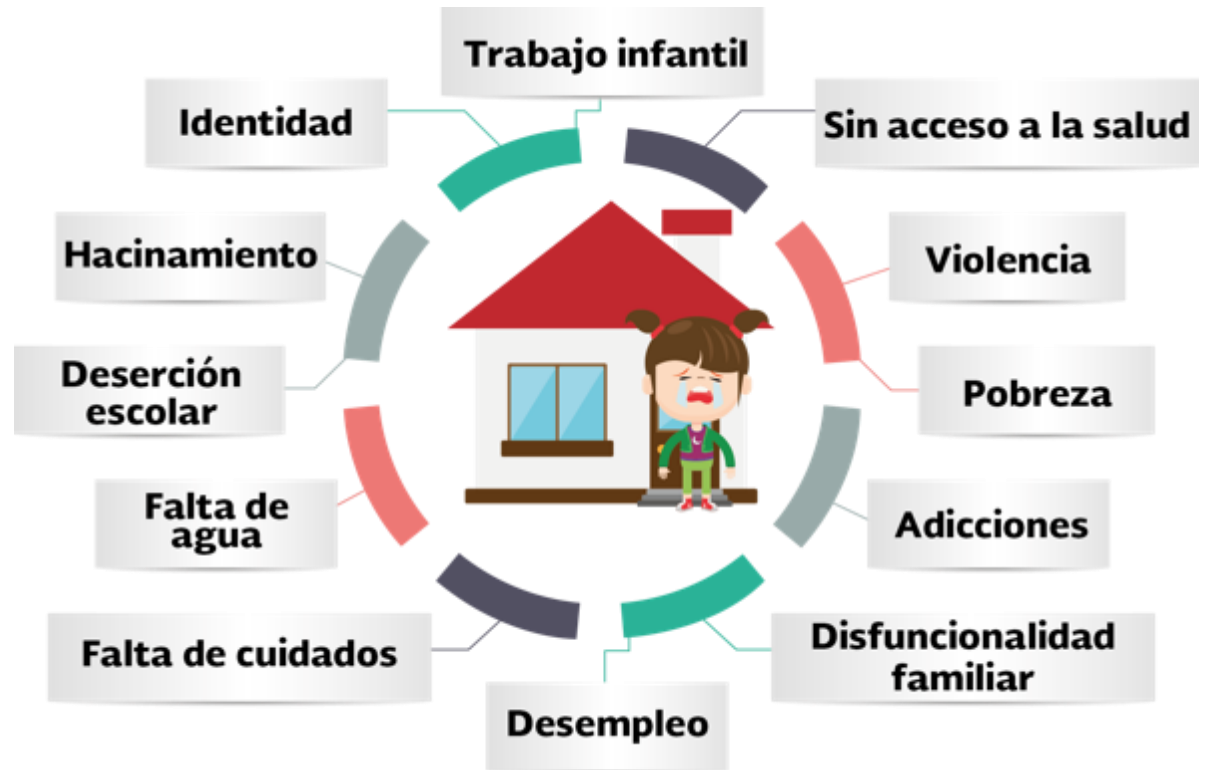 Trabajo infantil
Identidad
Sin acceso a la salud
Hacinamiento
Violencia
Deserción
escolar
Pobreza
Falta de
agua
Adicciones
Falta de cuidados
Disfuncionalidad
familiar
Desempleo